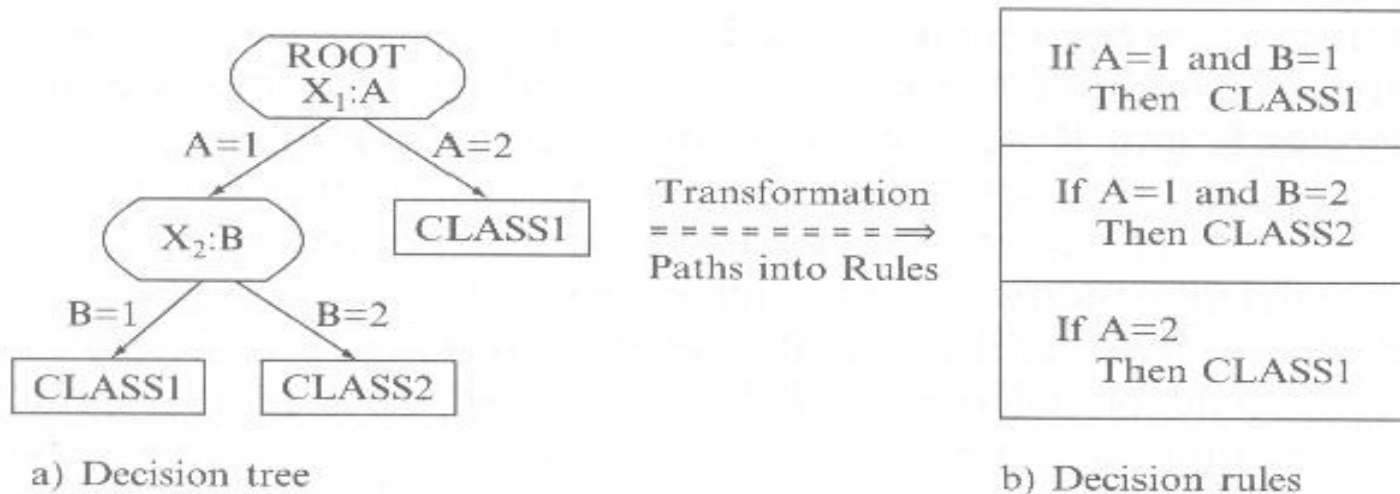 ROOT
X₁:A
A=1
A=2
X₂:B
CLASS1
B=1
B=2
CLASS1
CLASS2
a) Decision tree
Transformation
= = = = = = = = = ⇒
Paths into Rules
If A=1 and B=1
Then CLASS1
If A=1 and B=2
Then CLASS2
If A=2
Then CLASS1
b) Decision rules